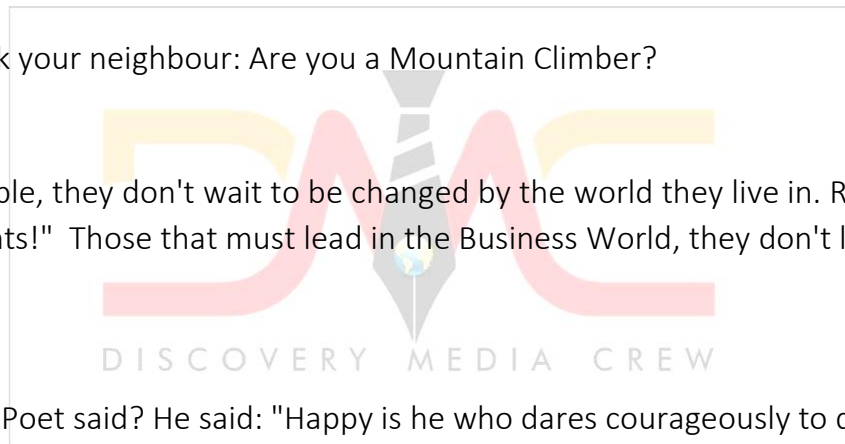 k your neighbour: Are you a Mountain Climber?
ple, they don't wait to be changed by the world they live in. R
nts!" Those that must lead in the Business World, they don't l
DMC
DISCOVERY MEDIA CREW
Poet said? He said: "Happy is he who dares courageously to d